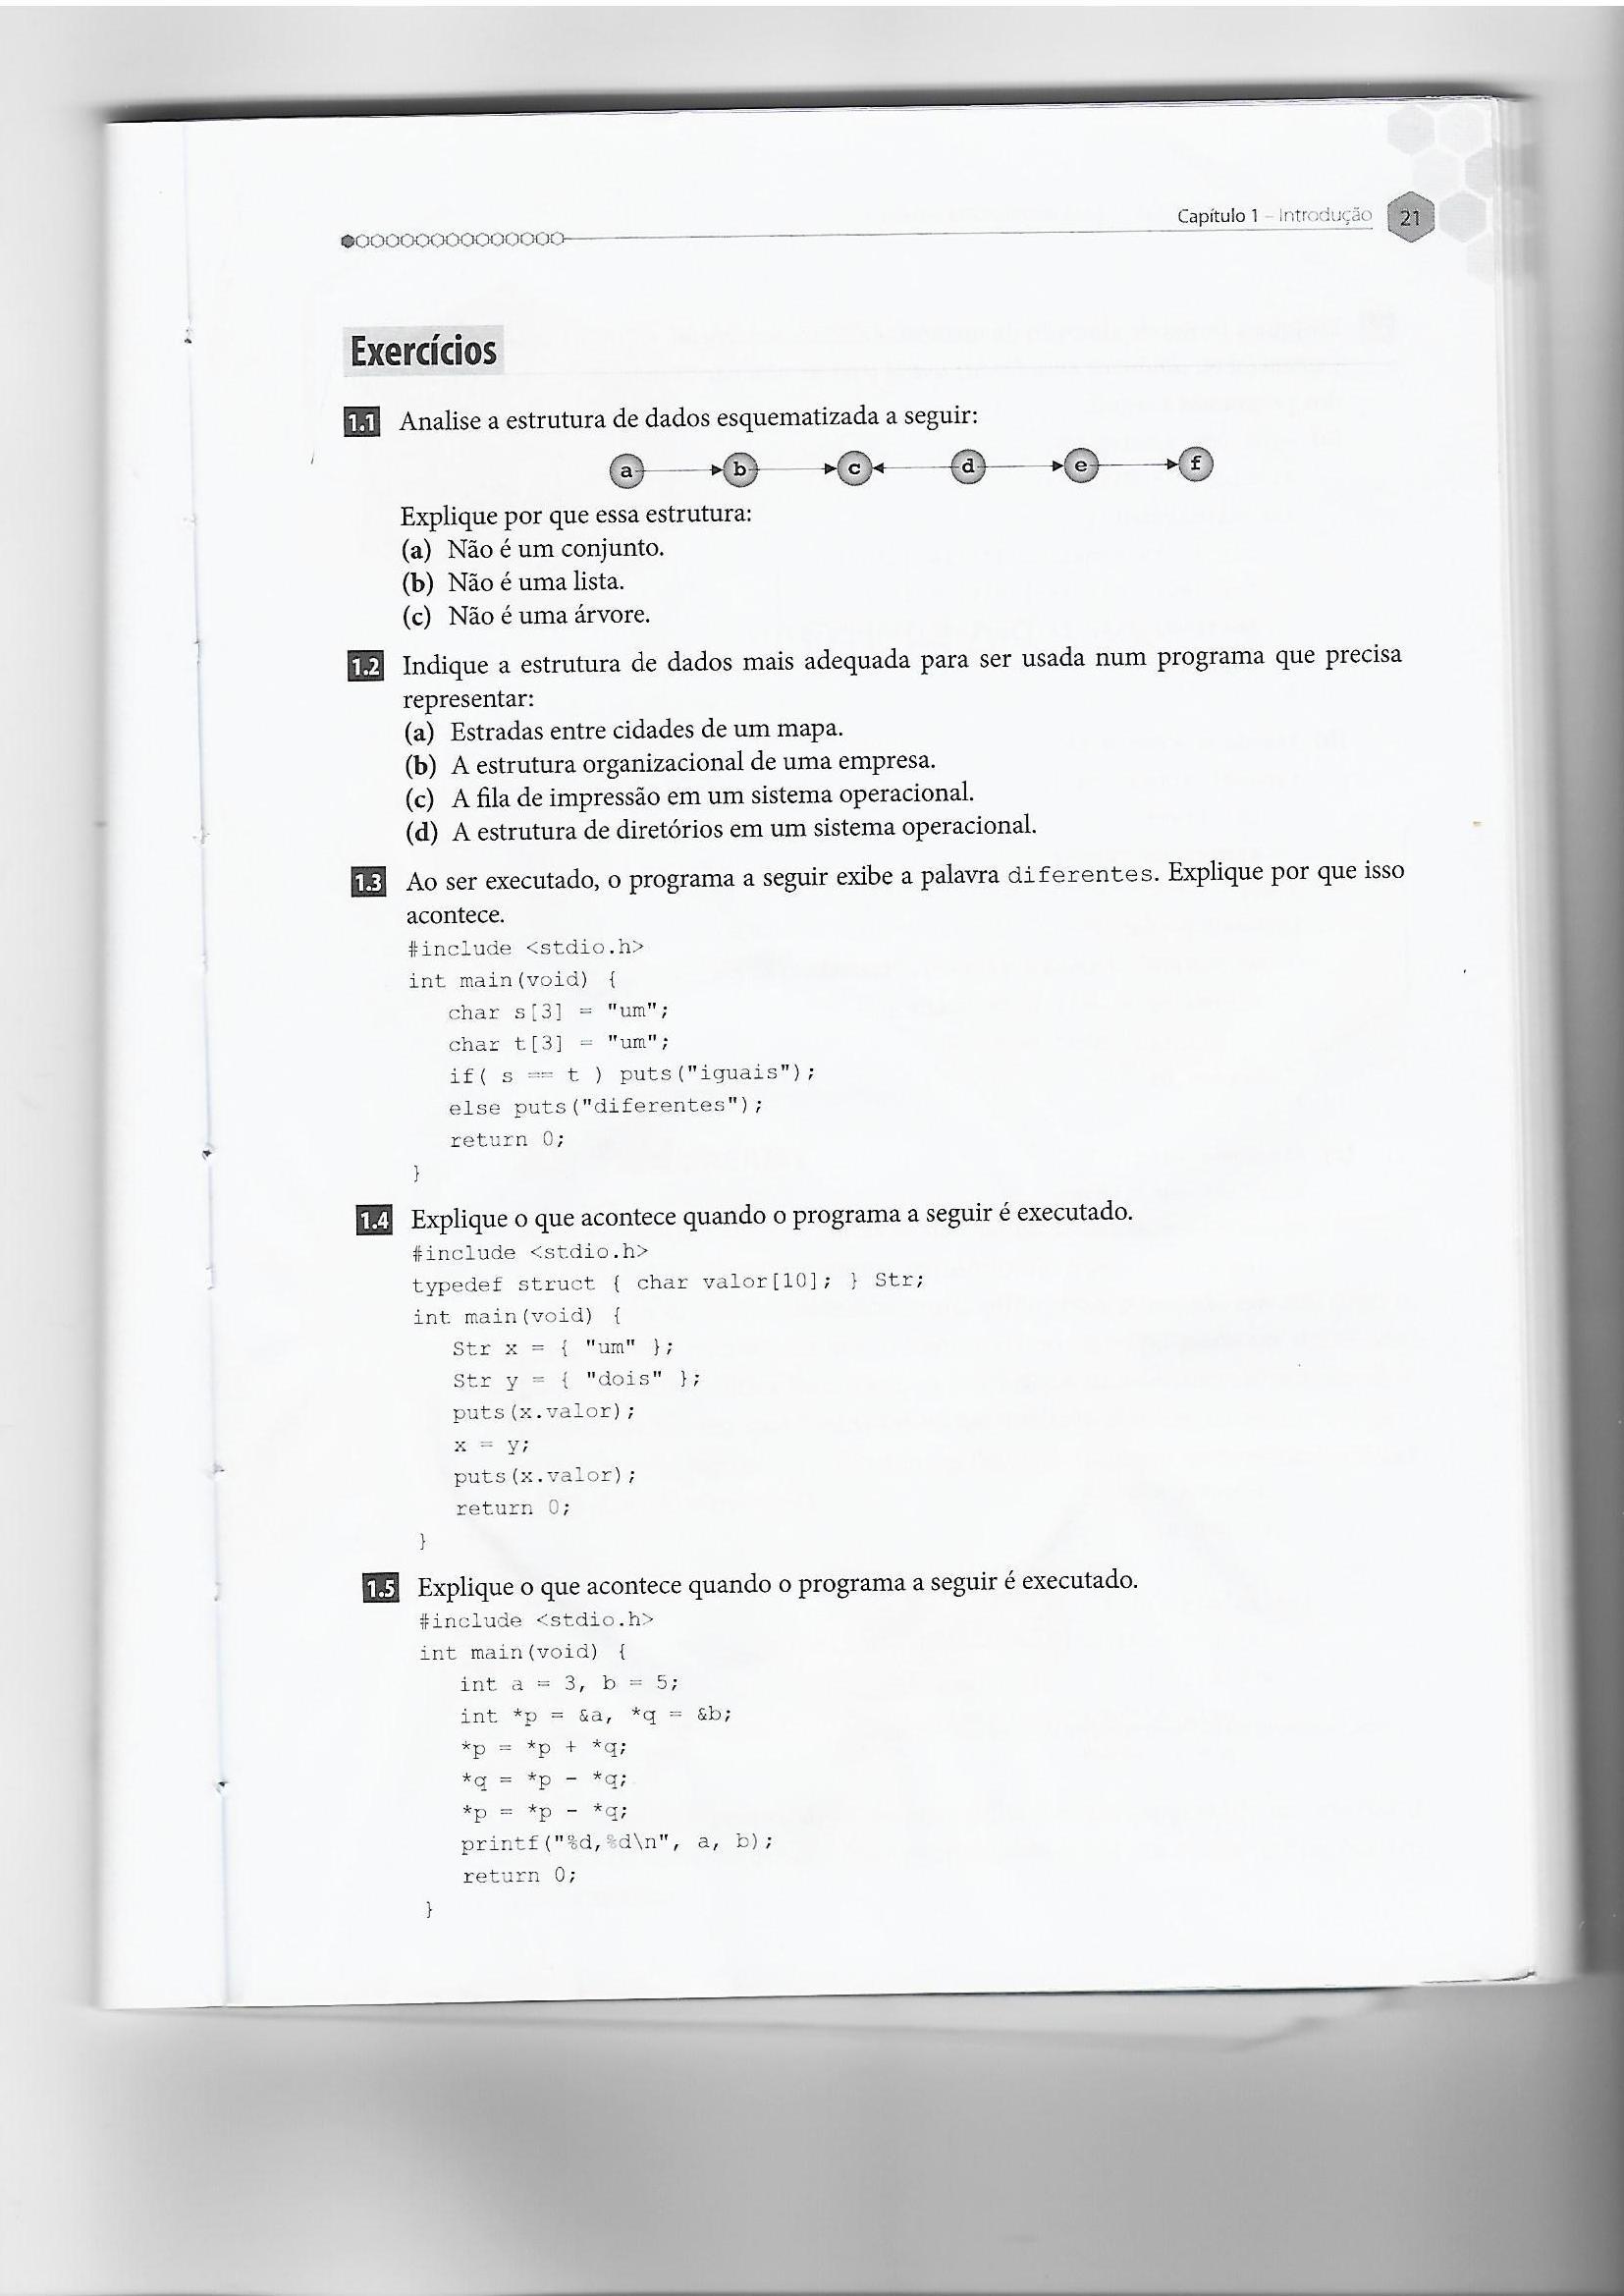 Capítulo 1 – Introdução 21
Exercícios
1.1 Analise a estrutura de dados esquematizada a seguir:
a b c d e f
Explique por que essa estrutura:
(a) Não é um conjunto.
(b) Não é uma lista.
(c) Não é uma árvore.
1.2 Indique a estrutura de dados mais adequada para ser usada num programa que precisa
representar:
(a) Estradas entre cidades de um mapa.
(b) A estrutura organizacional de uma empresa.
(c) A fila de impressão em um sistema operacional.
(d) A estrutura de diretórios em um sistema operacional.
1.3 Ao ser executado, o programa a seguir exibe a palavra diferentes. Explique por que isso
acontece.
#include <stdio.h>
int main(void) {
char s[3] = "um";
char t[3] = "um";
if( s == t ) puts("iguais");
else puts("diferentes");
return 0;
}
1.4 Explique o que acontece quando o programa a seguir é executado.
#include <stdio.h>
typedef struct { char valor[10]; } Str;
int main(void) {
Str x = { "um" };
Str y = { "dois" };
puts(x.valor);
x = y;
puts(x.valor);
return 0;
}
1.5 Explique o que acontece quando o programa a seguir é executado.
#include <stdio.h>
int main(void) {
int a = 3, b = 5;
int *p = &a, *q = &b;
*p = *p + *q;
*q = *p - *q;
*p = *p - *q;
printf("%d,%d\n", a, b);
return 0;
}